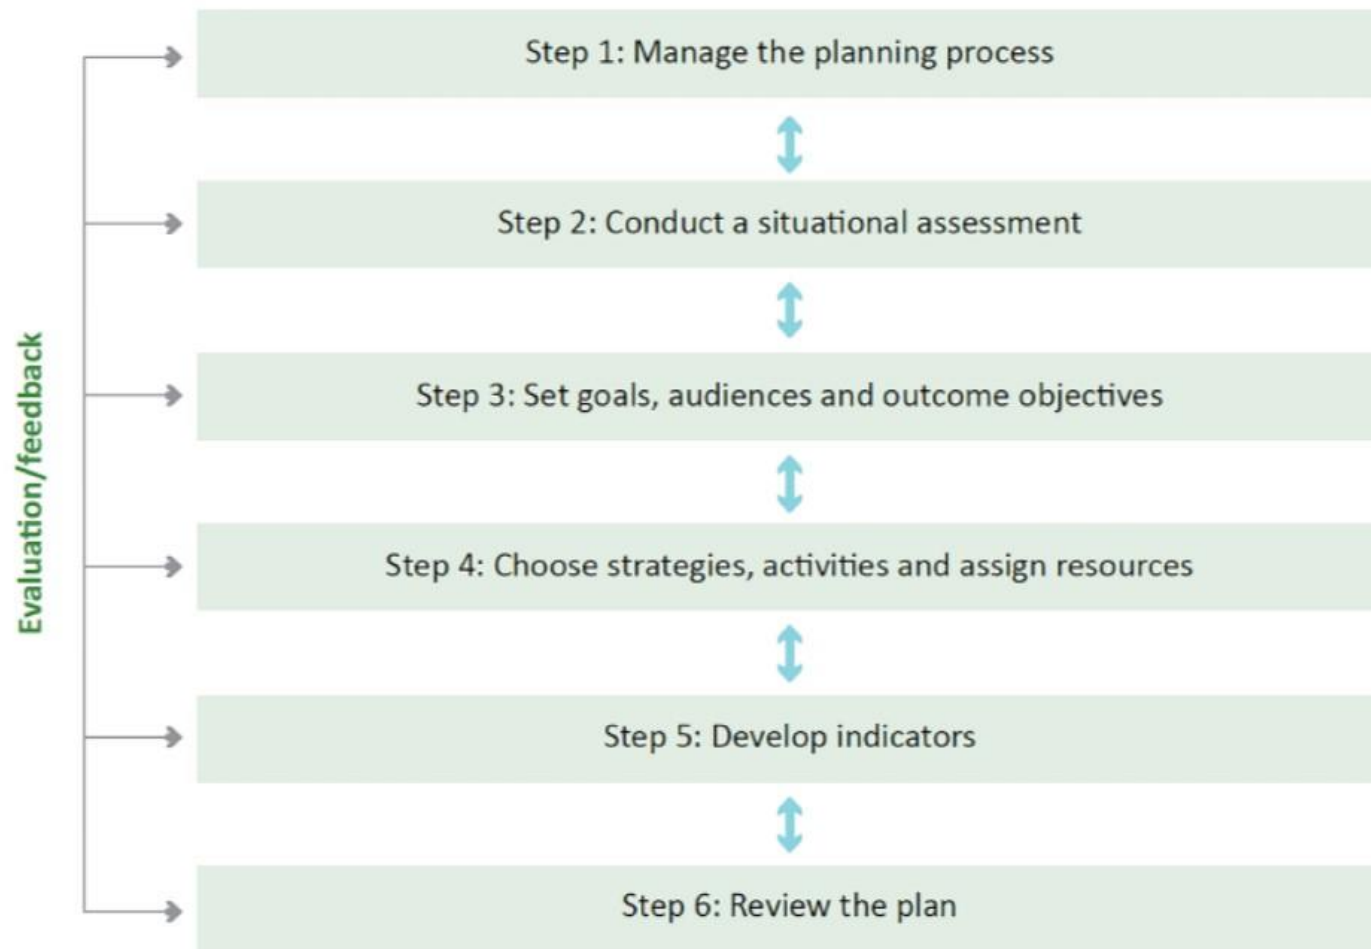 Step 1: Manage the planning process
Step 2: Conduct a situational assessment
Step 3: Set goals, audiences and outcome objectives
Step 4: Choose strategies, activities and assign resources
Step 5: Develop indicators
Step 6: Review the plan
Evaluation/feedback